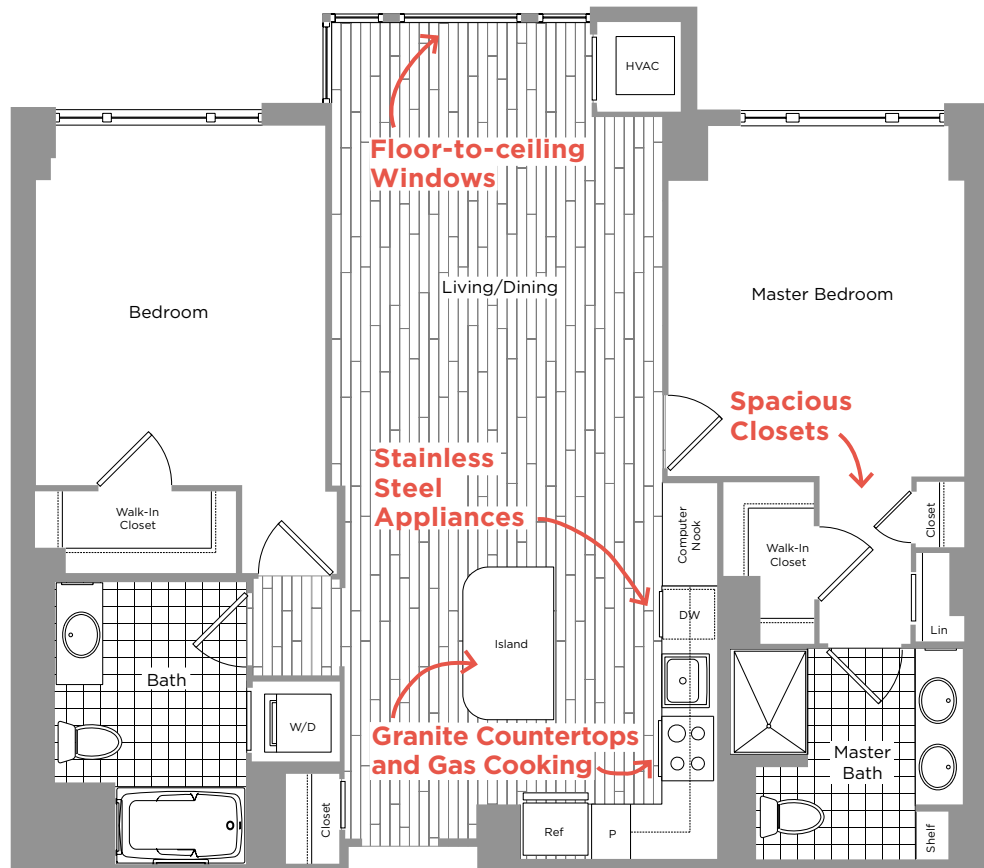 HVAC
Floor-to-ceiling
Windows
Living/Dining
Bedroom
Master Bedroom
Spacious
Closets
Stainless
Steel
Appliances
Walk-In
Closet
Computer
Nook
Walk-In
Closet
Closet
DW
Lin
Island
Bath
W/D
Granite Countertops
and Gas Cooking
Master
Bath
Closet
Ref
P
Shelf